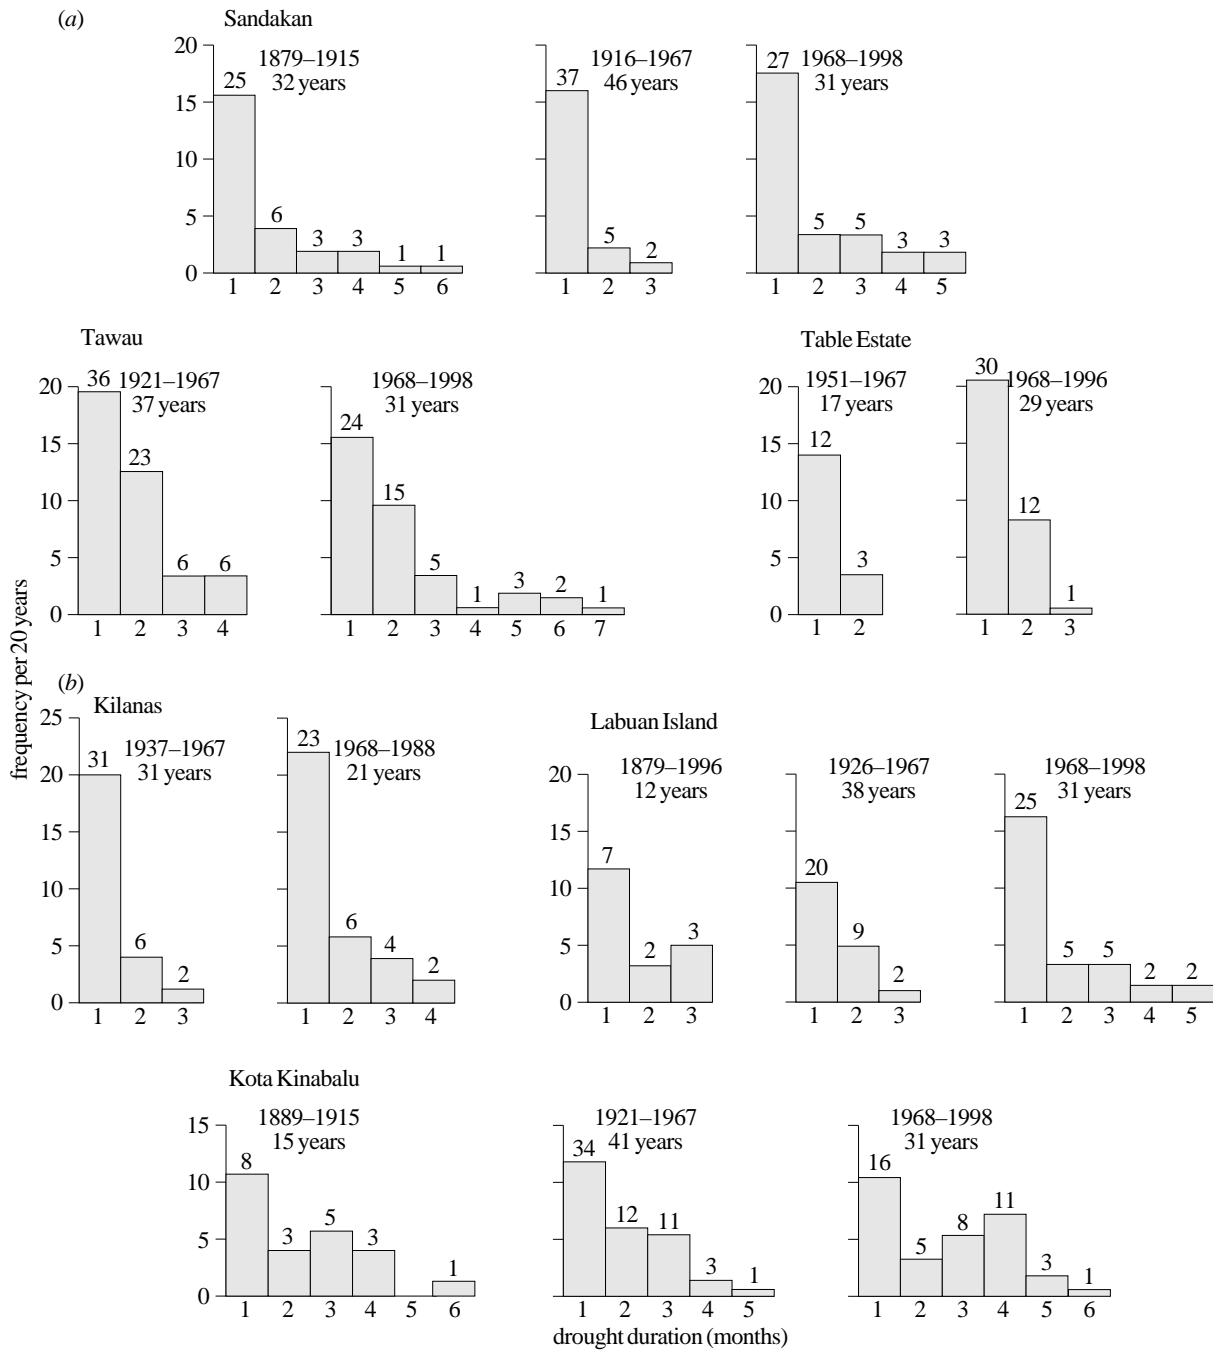 (a)
Sandakan
20
15
10
5
0
1879–1915
32 years
25
6
3
3
1
1
1 2 3 4 5 6
1916–1967
46 years
37
5
2
1 2 3
1968–1998
31 years
27
5
5
3
3
1 2 3 4 5
Tawau
20
15
10
5
0
1921–1967
37 years
36
23
6
6
1 2 3 4
1968–1998
31 years
24
15
5
1
3
2
1
1 2 3 4 5 6 7
Table Estate
20
15
10
5
0
1951–1967
17 years
12
3
1 2
1968–1996
29 years
30
12
1
1 2 3
frequency per 20 years
(b)
Kilanas
25
20
15
10
5
0
1937–1967
31 years
31
6
2
1 2 3
1968–1988
21 years
23
6
4
2
1 2 3 4
Labuan Island
20
15
10
5
0
1879–1996
12 years
7
2
3
1 2 3
1926–1967
38 years
20
9
2
1 2 3
1968–1998
31 years
25
5
5
2
2
1 2 3 4 5
Kota Kinabalu
15
10
5
0
1889–1915
15 years
8
3
5
3
1
1 2 3 4 5 6
1921–1967
41 years
34
12
11
3
1
1 2 3 4 5
1968–1998
31 years
16
5
8
11
3
1
1 2 3 4 5 6
drought duration (months)